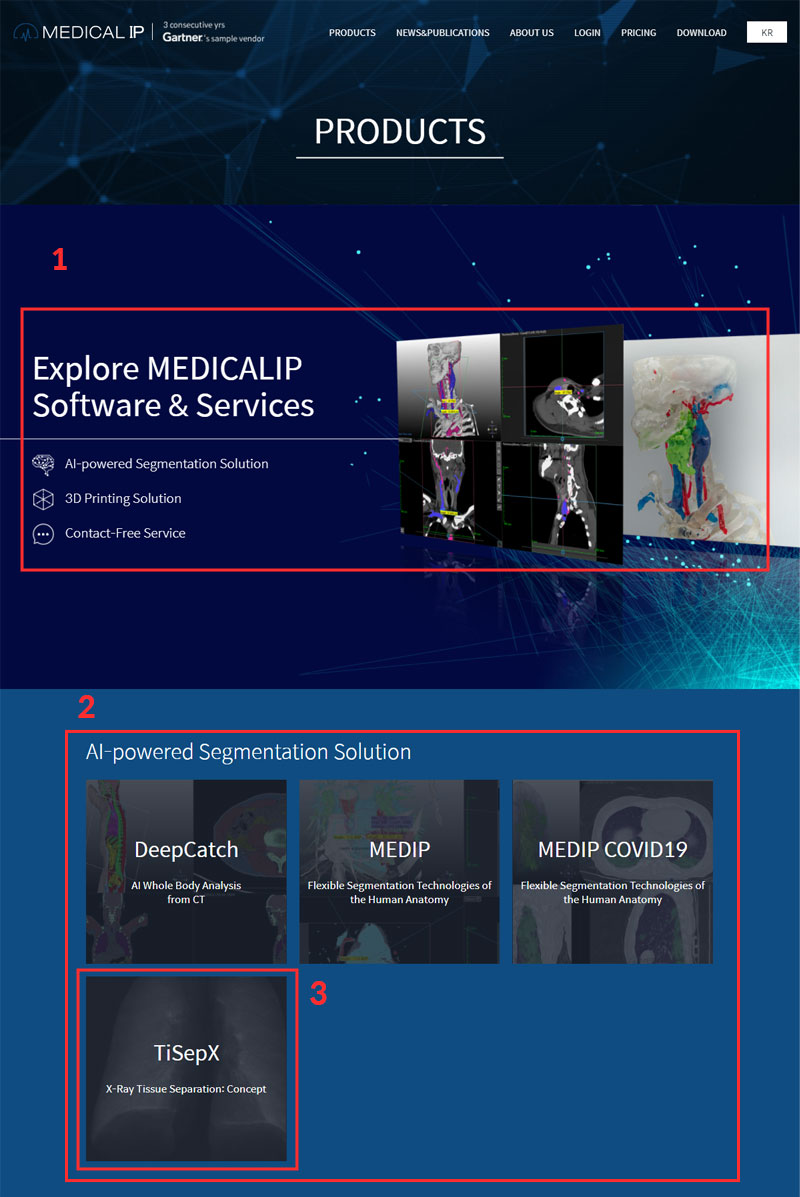 MEDICAL IP
3 consecutive yrs
Gartner's sample vendor
PRODUCTS
NEWS&PUBLICATIONS
ABOUT US
LOGIN
PRICING
DOWNLOAD
KR
PRODUCTS
1
Explore MEDICALIP
Software & Services
AI-powered Segmentation Solution
3D Printing Solution
Contact-Free Service
2
AI-powered Segmentation Solution
DeepCatch
AI Whole Body Analysis
from CT
MEDIP
Flexible Segmentation Technologies of
the Human Anatomy
MEDIP COVID19
Flexible Segmentation Technologies of
the Human Anatomy
3
TiSepX
X-Ray Tissue Separation: Concept